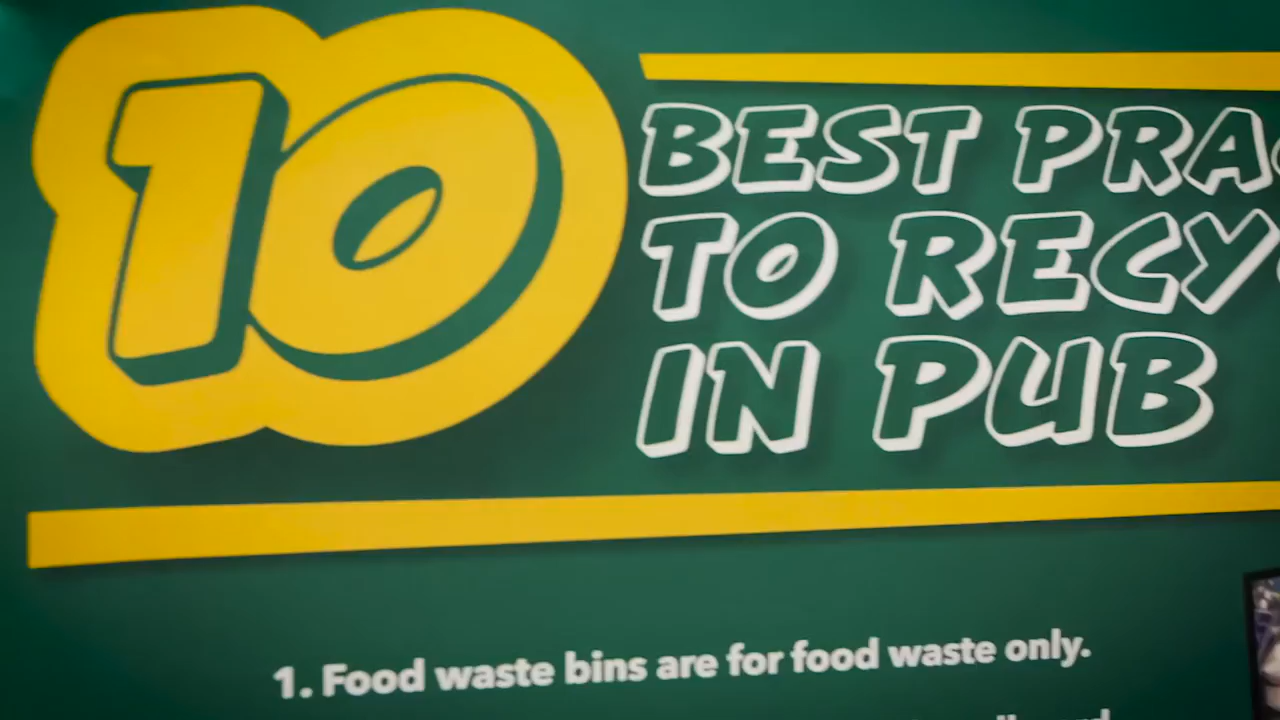 10
BEST PRA
TO RECY
IN PUB
1. Food waste bins are for food waste only.